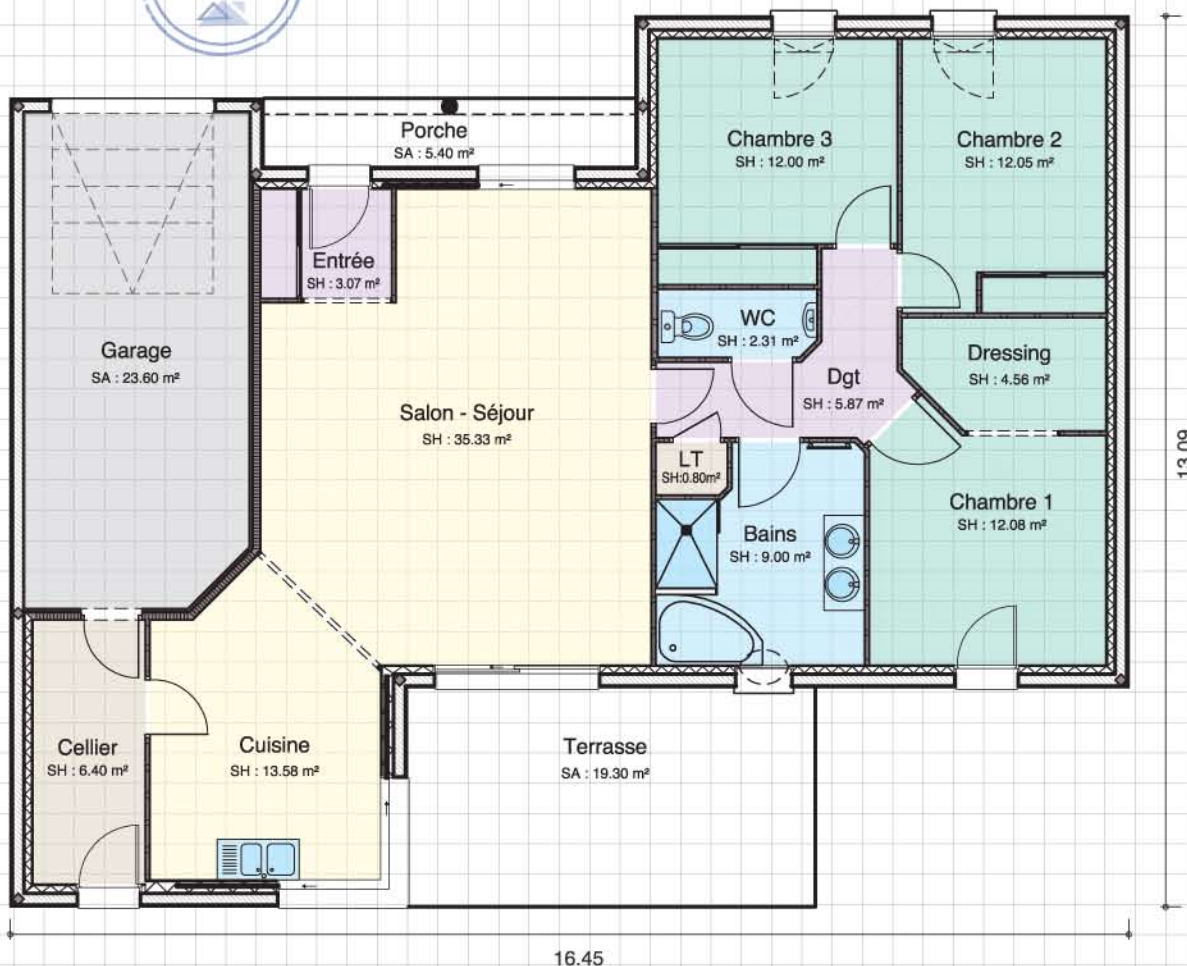 Porche
SA : 5.40 m²
Chambre 3
SH : 12.00 m²
Chambre 2
SH : 12.05 m²
Entrée
SH : 3.07 m²
Garage
SA : 23.60 m²
WC
SH : 2.31 m²
Dressing
SH : 4.56 m²
Dgt
SH : 5.87 m²
Salon - Séjour
SH : 35.33 m²
LT
SH:0.80m²
Chambre 1
SH : 12.08 m²
Bains
SH : 9.00 m²
13.09
Cellier
SH : 6.40 m²
Cuisine
SH : 13.58 m²
Terrasse
SA : 19.30 m²
16.45